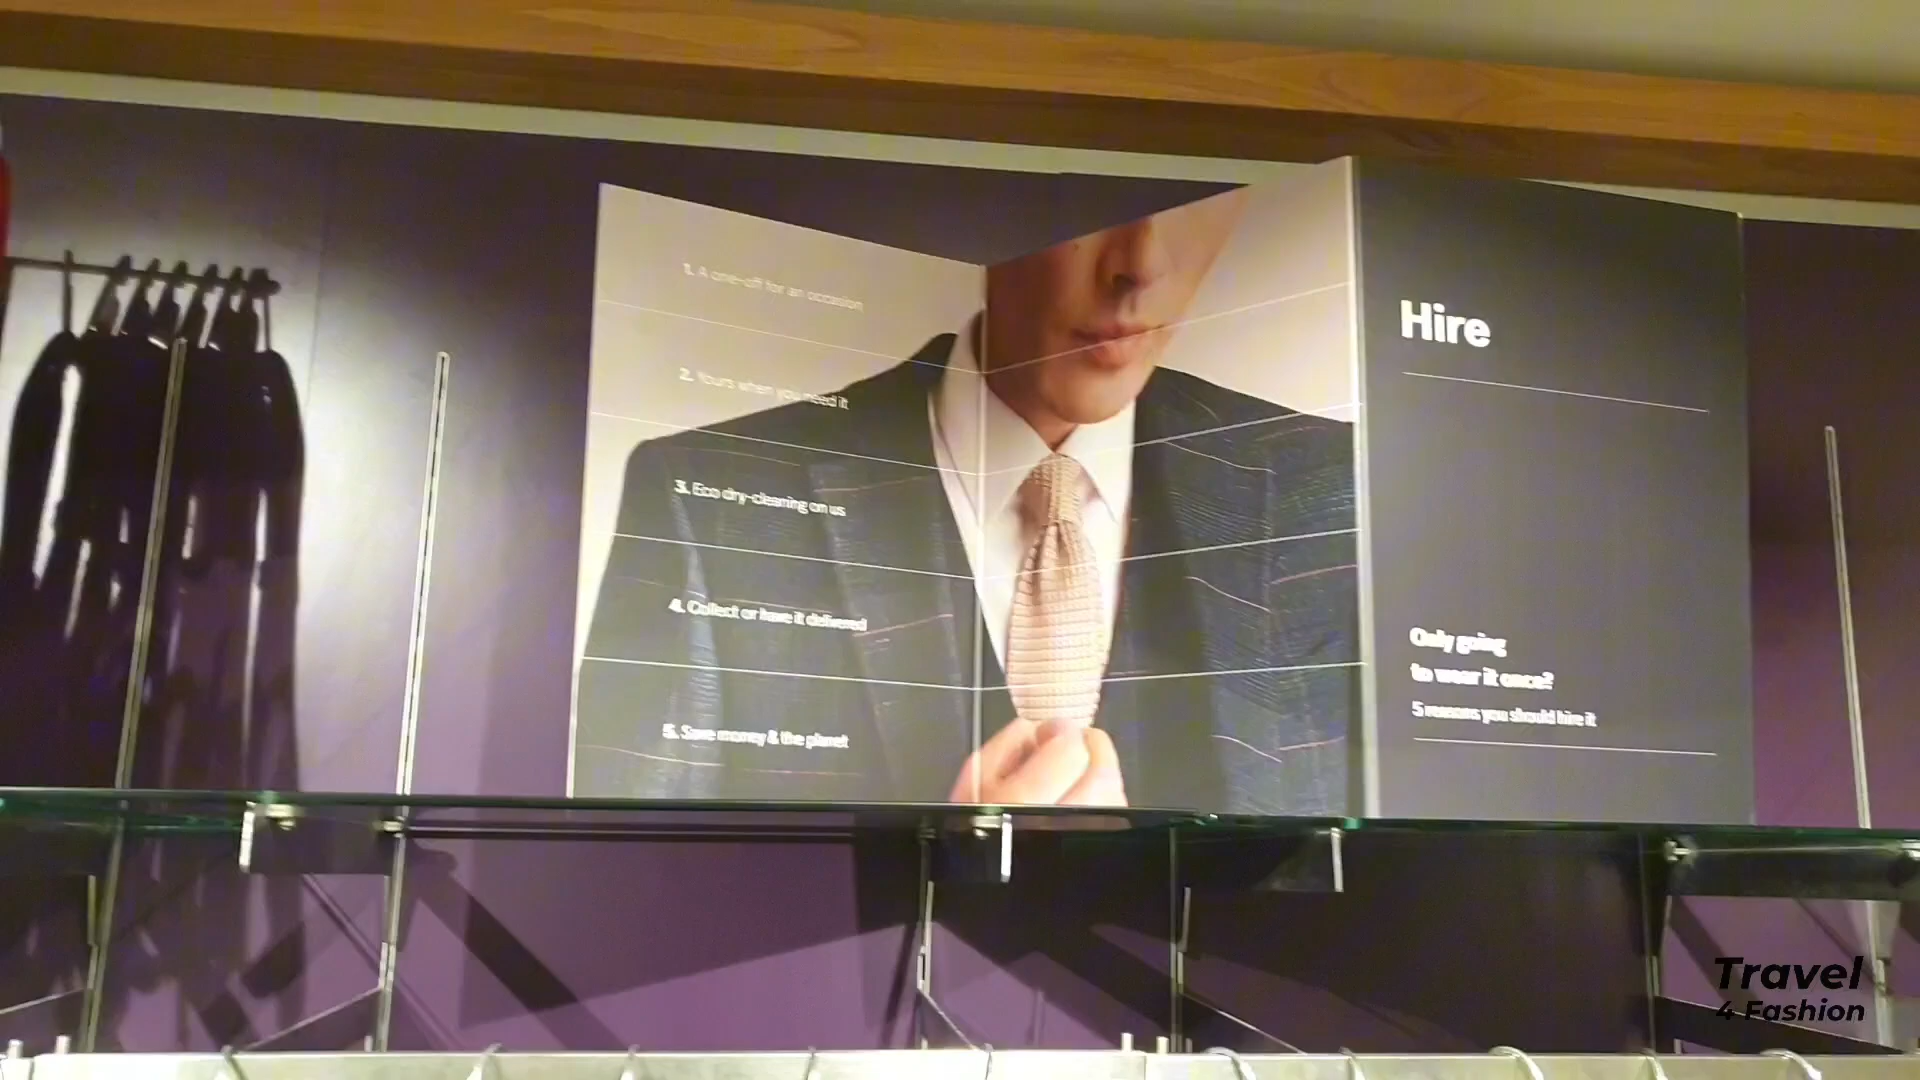 1. A one-off for an occasion
2. Yours when you need it
3. Eco dry-cleaning on us
4. Collect or have it delivered
5. Save money & the planet
Hire
Only going
to wear it once?
5 reasons you should hire it
Travel
4 Fashion